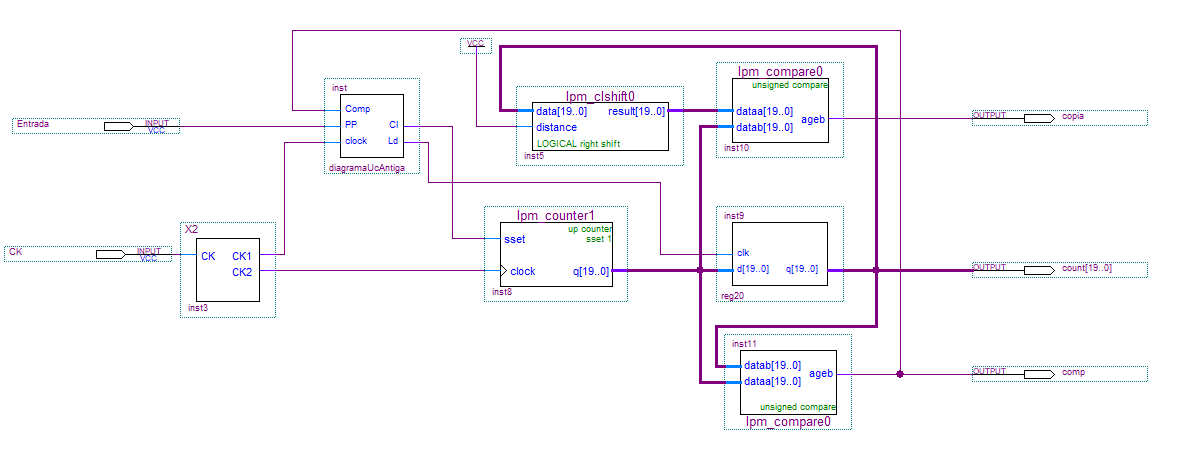 VCC
lpm_clshift0
data[19..0] result[19..0]
distance
LOGICAL right shift
inst5
lpm_compare0
unsigned compare
dataa[19..0]
datab[19..0]
ageb
inst10
OUTPUT copia
inst
Comp
PP Cl
clock Ld
diagramaUcAntiga
Entrada INPUT
VCC
CK INPUT
VCC
X2
CK CK1
CK2
inst3
lpm_counter1
up counter
sset sset 1
clock q[19..0]
inst8
inst9
clk
d[19..0] q[19..0]
reg20
OUTPUT count[19..0]
inst11
datab[19..0]
dataa[19..0]
ageb
unsigned compare
lpm_compare0
OUTPUT comp